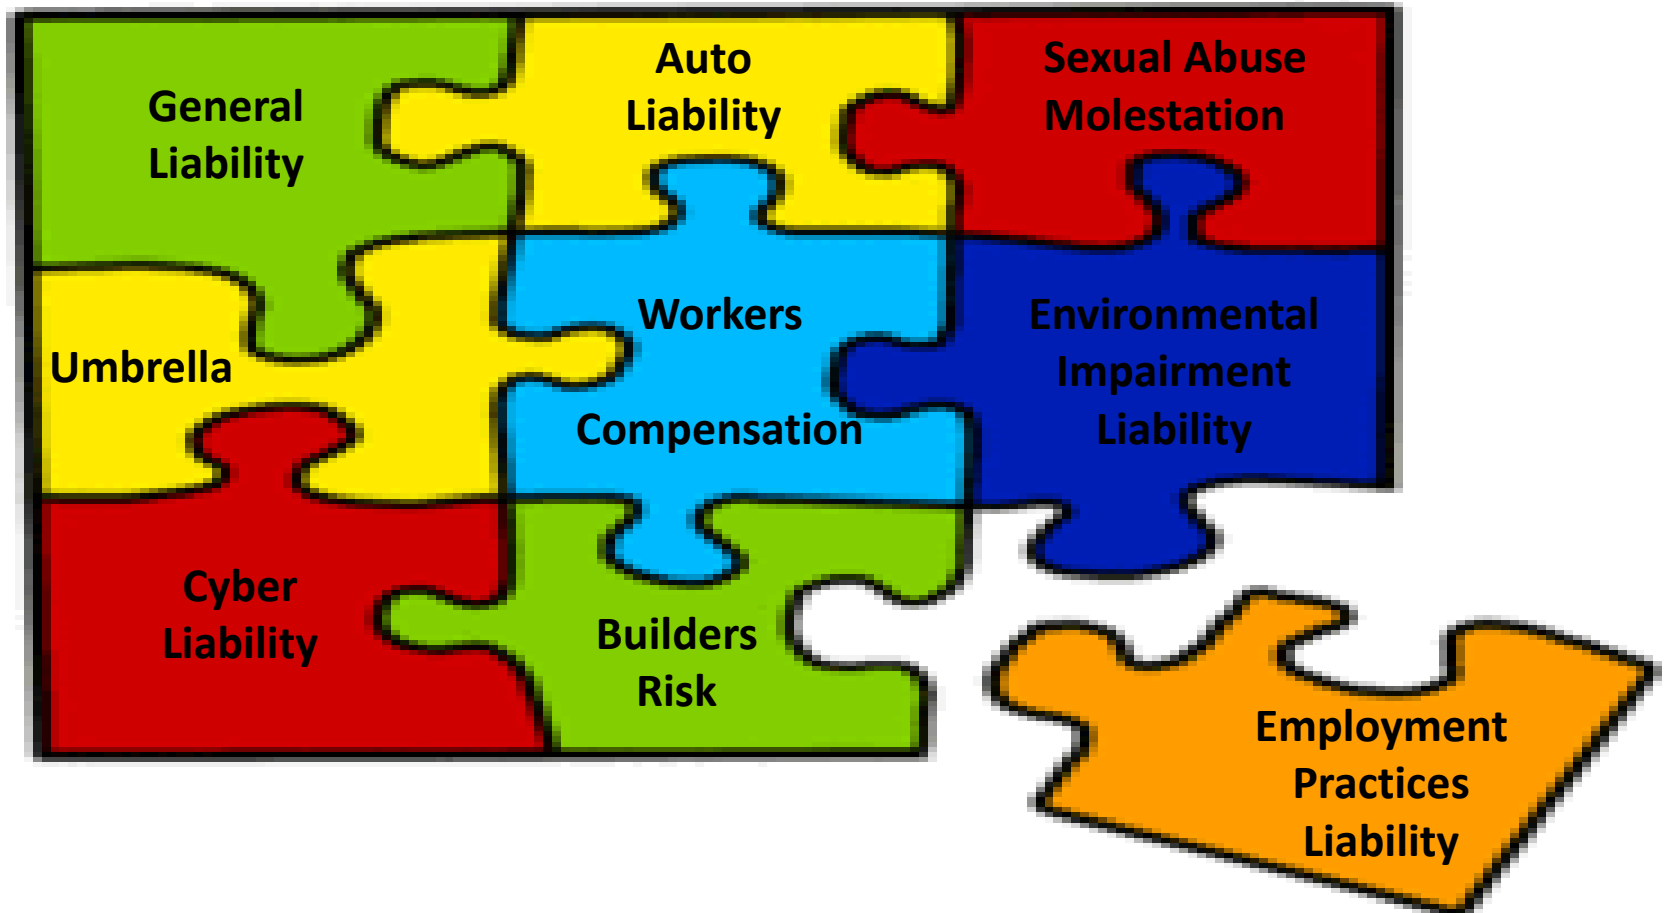 General
Liability
Auto
Liability
Sexual Abuse
Molestation
Umbrella
Workers
Compensation
Environmental
Impairment
Liability
Cyber
Liability
Builders
Risk
Employment
Practices
Liability